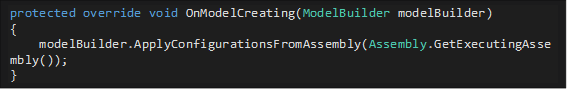 protected override void OnModelCreating(ModelBuilder modelBuilder)
{
    modelBuilder.ApplyConfigurationsFromAssembly(Assembly.GetExecutingAsse
mbly());
}